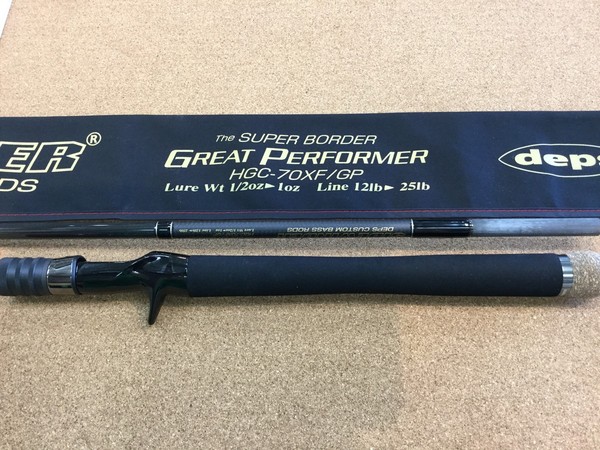 ER®
DS
The SUPER BORDER
GREAT PERFORMER
HGC-70XF/GP
Lure Wt 1/2oz▶1oz Line 12lb▶25lb
deps
DEPS CUSTOM BASS RODS